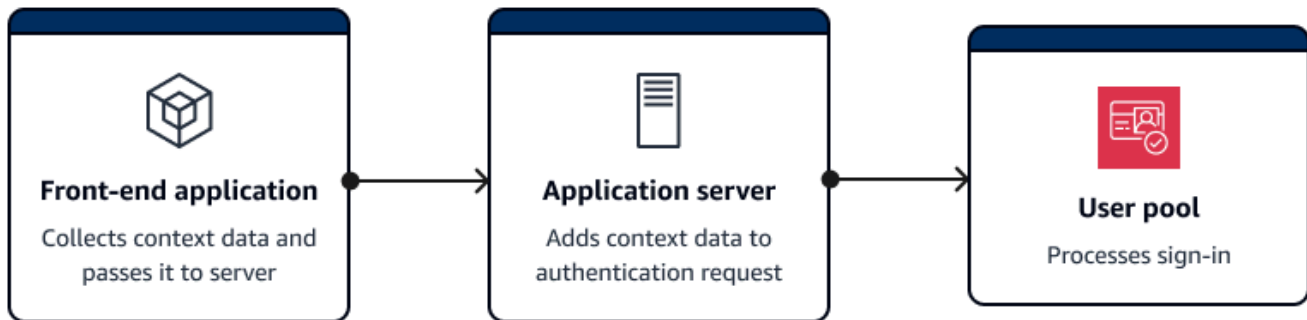 Front-end application
Collects context data and
passes it to server
Application server
Adds context data to
authentication request
User pool
Processes sign-in